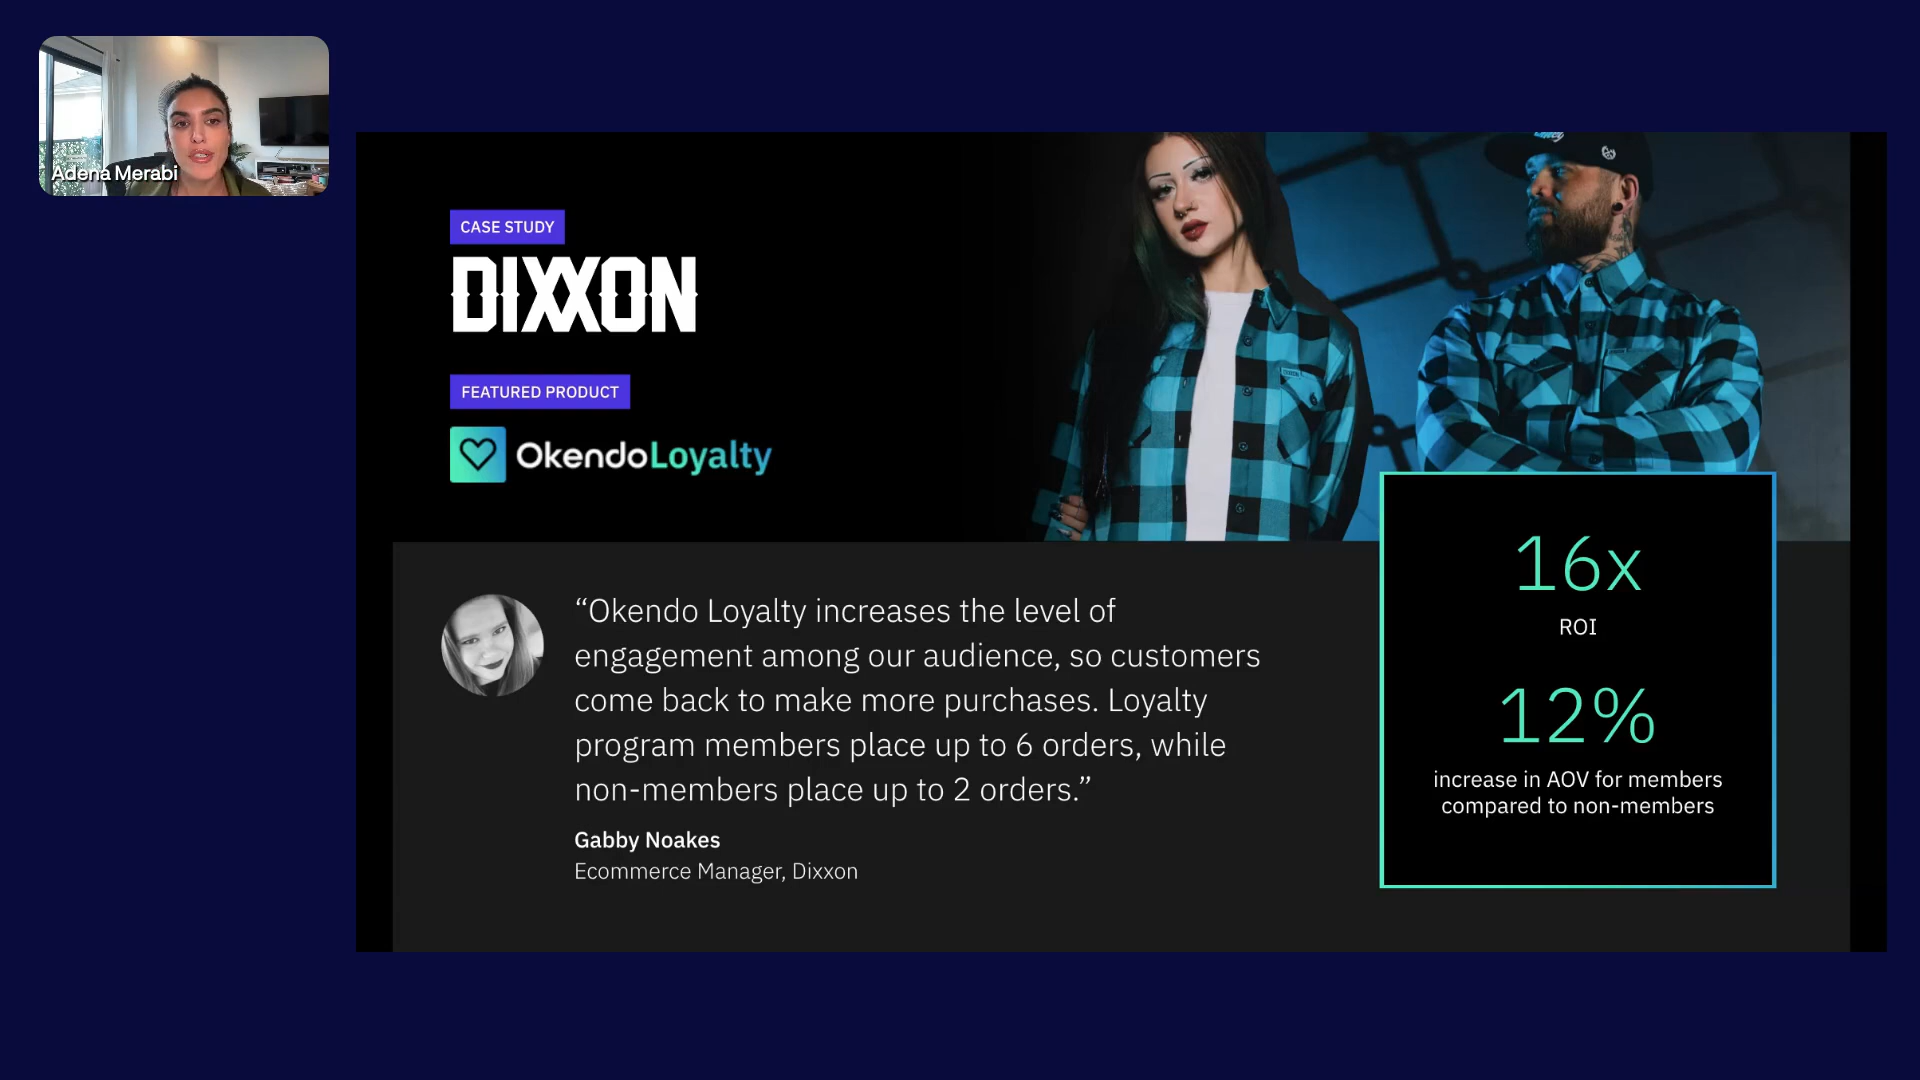 Adena Merabi
CASE STUDY
DIXXON
FEATURED PRODUCT
OkendoLoyalty
“Okendo Loyalty increases the level of
engagement among our audience, so customers
come back to make more purchases. Loyalty
program members place up to 6 orders, while
non-members place up to 2 orders.”
Gabby Noakes
Ecommerce Manager, Dixxon
16x
ROI
12%
increase in AOV for members
compared to non-members